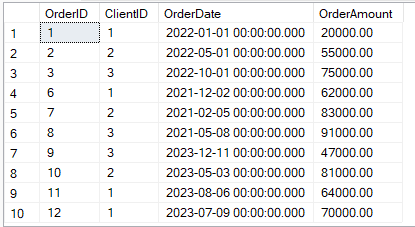 OrderID ClientID OrderDate OrderAmount
1 1 1 2022-01-01 00:00:00.000 20000.00
2 2 2 2022-05-01 00:00:00.000 55000.00
3 3 3 2022-10-01 00:00:00.000 75000.00
4 6 1 2021-12-02 00:00:00.000 62000.00
5 7 2 2021-02-05 00:00:00.000 83000.00
6 8 3 2021-05-08 00:00:00.000 91000.00
7 9 3 2023-12-11 00:00:00.000 47000.00
8 10 2 2023-05-03 00:00:00.000 81000.00
9 11 1 2023-08-06 00:00:00.000 64000.00
10 12 1 2023-07-09 00:00:00.000 70000.00